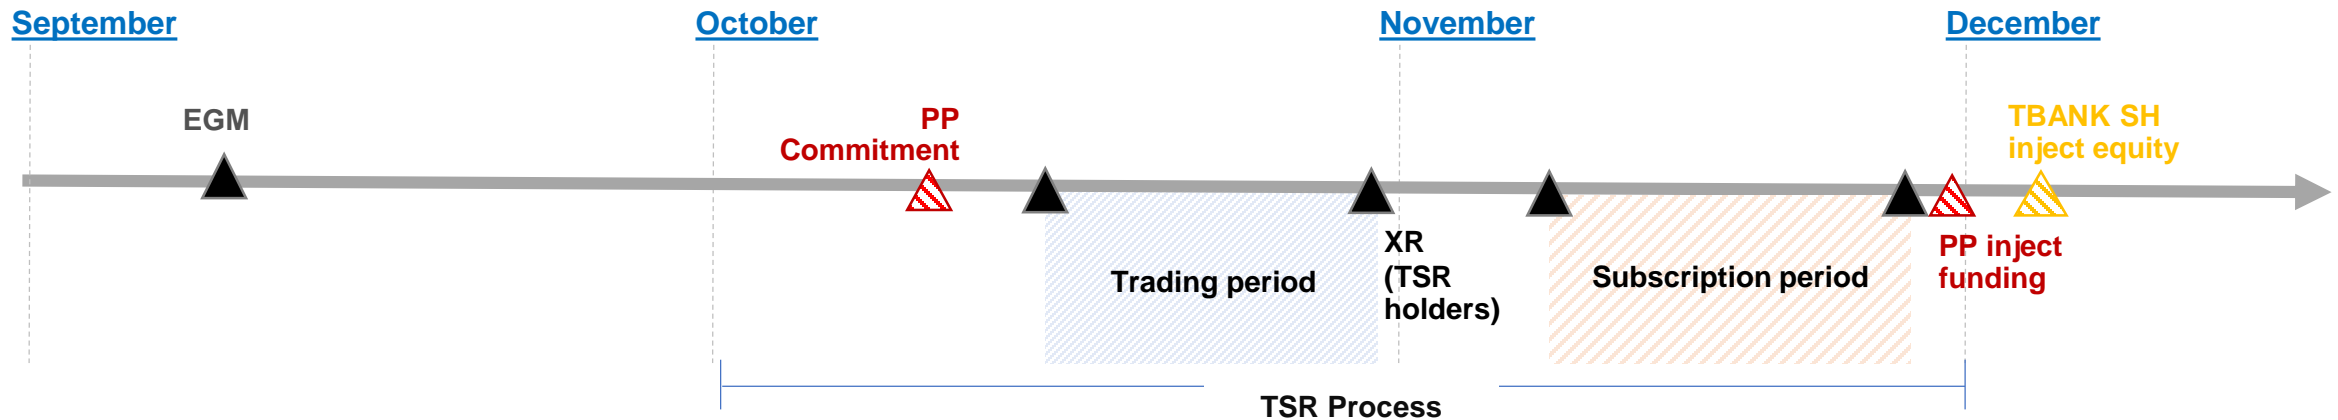 September
October
November
December
EGM
PP
Commitment
TBANK SH
inject equity
Trading period
XR
(TSR
holders)
Subscription period
PP inject
funding
TSR Process